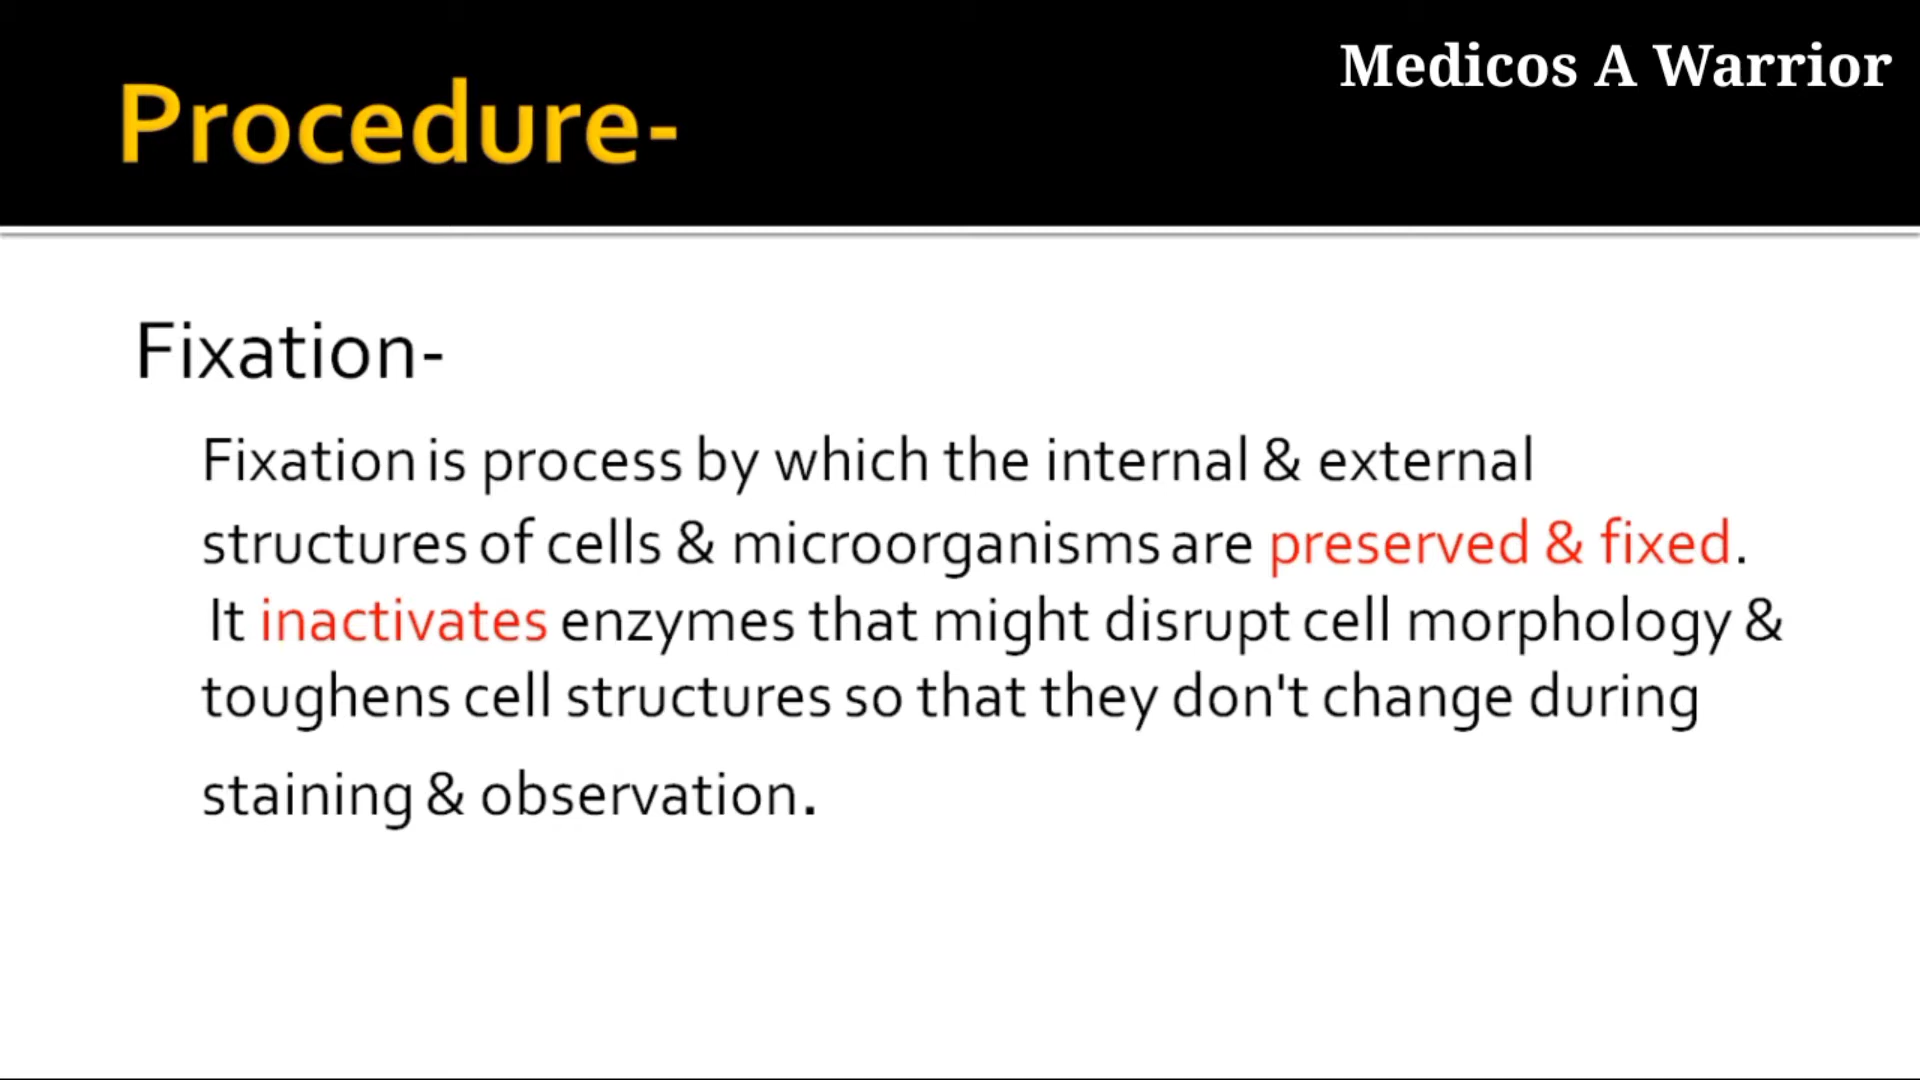 Medicos A Warrior
Procedure-
Fixation-
Fixation is process by which the internal & external
structures of cells & microorganisms are preserved & fixed.
It inactivates enzymes that might disrupt cell morphology &
toughens cell structures so that they don't change during
staining & observation.